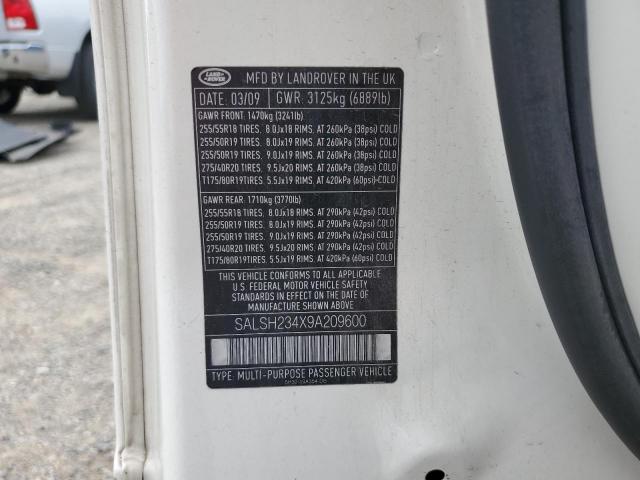 LAND ROVER
MFD BY LANDROVER IN THE UK
DATE: 03/09 GWR: 3125kg (6889lb)
GAWR FRONT: 1470kg (3241lb)
255/55R18 TIRES, 8.0Jx18 RIMS, AT 260kPa (38psi) COLD
255/50R19 TIRES, 8.0Jx19 RIMS, AT 260kPa (38psi) COLD
255/50R19 TIRES, 9.0Jx19 RIMS, AT 260kPa (38psi) COLD
275/40R20 TIRES, 9.5Jx20 RIMS, AT 260kPa (38psi) COLD
T175/80R19TIRES, 5.5Jx19 RIMS, AT 420kPa (60psi)-COLD
GAWR REAR: 1710kg (3770lb)
255/55R18 TIRES, 8.0Jx18 RIMS, AT 290kPa (42psi) COLD
255/50R19 TIRES, 8.0Jx19 RIMS, AT 290kPa (42psi) COLD
255/50R19 TIRES, 9.0Jx19 RIMS, AT 290kPa (42psi) COLD
275/40R20 TIRES, 9.5Jx20 RIMS, AT 290kPa (42psi) COLD
T175/80R19TIRES, 5.5Jx19 RIMS, AT 420kPa (60psi) COLD
THIS VEHICLE CONFORMS TO ALL APPLICABLE
U.S. FEDERAL MOTOR VEHICLE SAFETY
STANDARDS IN EFFECT ON THE DATE OF
MANUFACTURE SHOWN BELOW
SALSH234X9A209600
TYPE: MULTI-PURPOSE PASSENGER VEHICLE